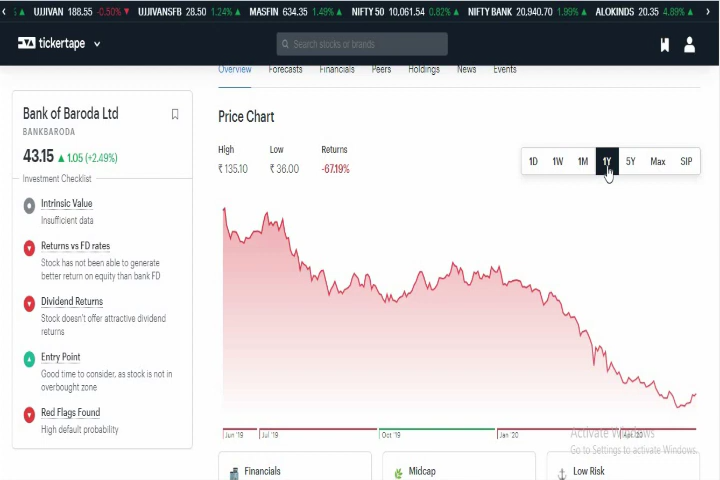 UJJIVAN 188.55 -0.50% ▼ UJJIVANSFB 28.50 1.24% ▲ MASFIN 634.35 1.49% ▲ NIFTY 50 10,061.54 0.82% ▲ NIFTY BANK 20,940.70 1.99% ▲ ALOKINDS 20.35 4.89% ▲
tickertape
Search stocks or brands
Overview Forecasts Financials Peers Holdings News Events
Bank of Baroda Ltd
BANKBARODA
43.15 ▲ 1.05 (+2.49%)
Investment Checklist
Intrinsic Value
Insufficient data
Returns vs FD rates
Stock has not been able to generate
better return on equity than bank FD
Dividend Returns
Stock doesn't offer attractive dividend
returns
Entry Point
Good time to consider, as stock is not in
overbought zone
Red Flags Found
High default probability
Price Chart
High Low Returns
₹ 135.10 ₹ 36.00 -67.19%
1D 1W 1M 1Y 5Y Max SIP
Jun '19 Jul '19 Oct '19 Jan '20
Activate Windows
Go to Settings to activate Windows.
Financials
Midcap
Low Risk